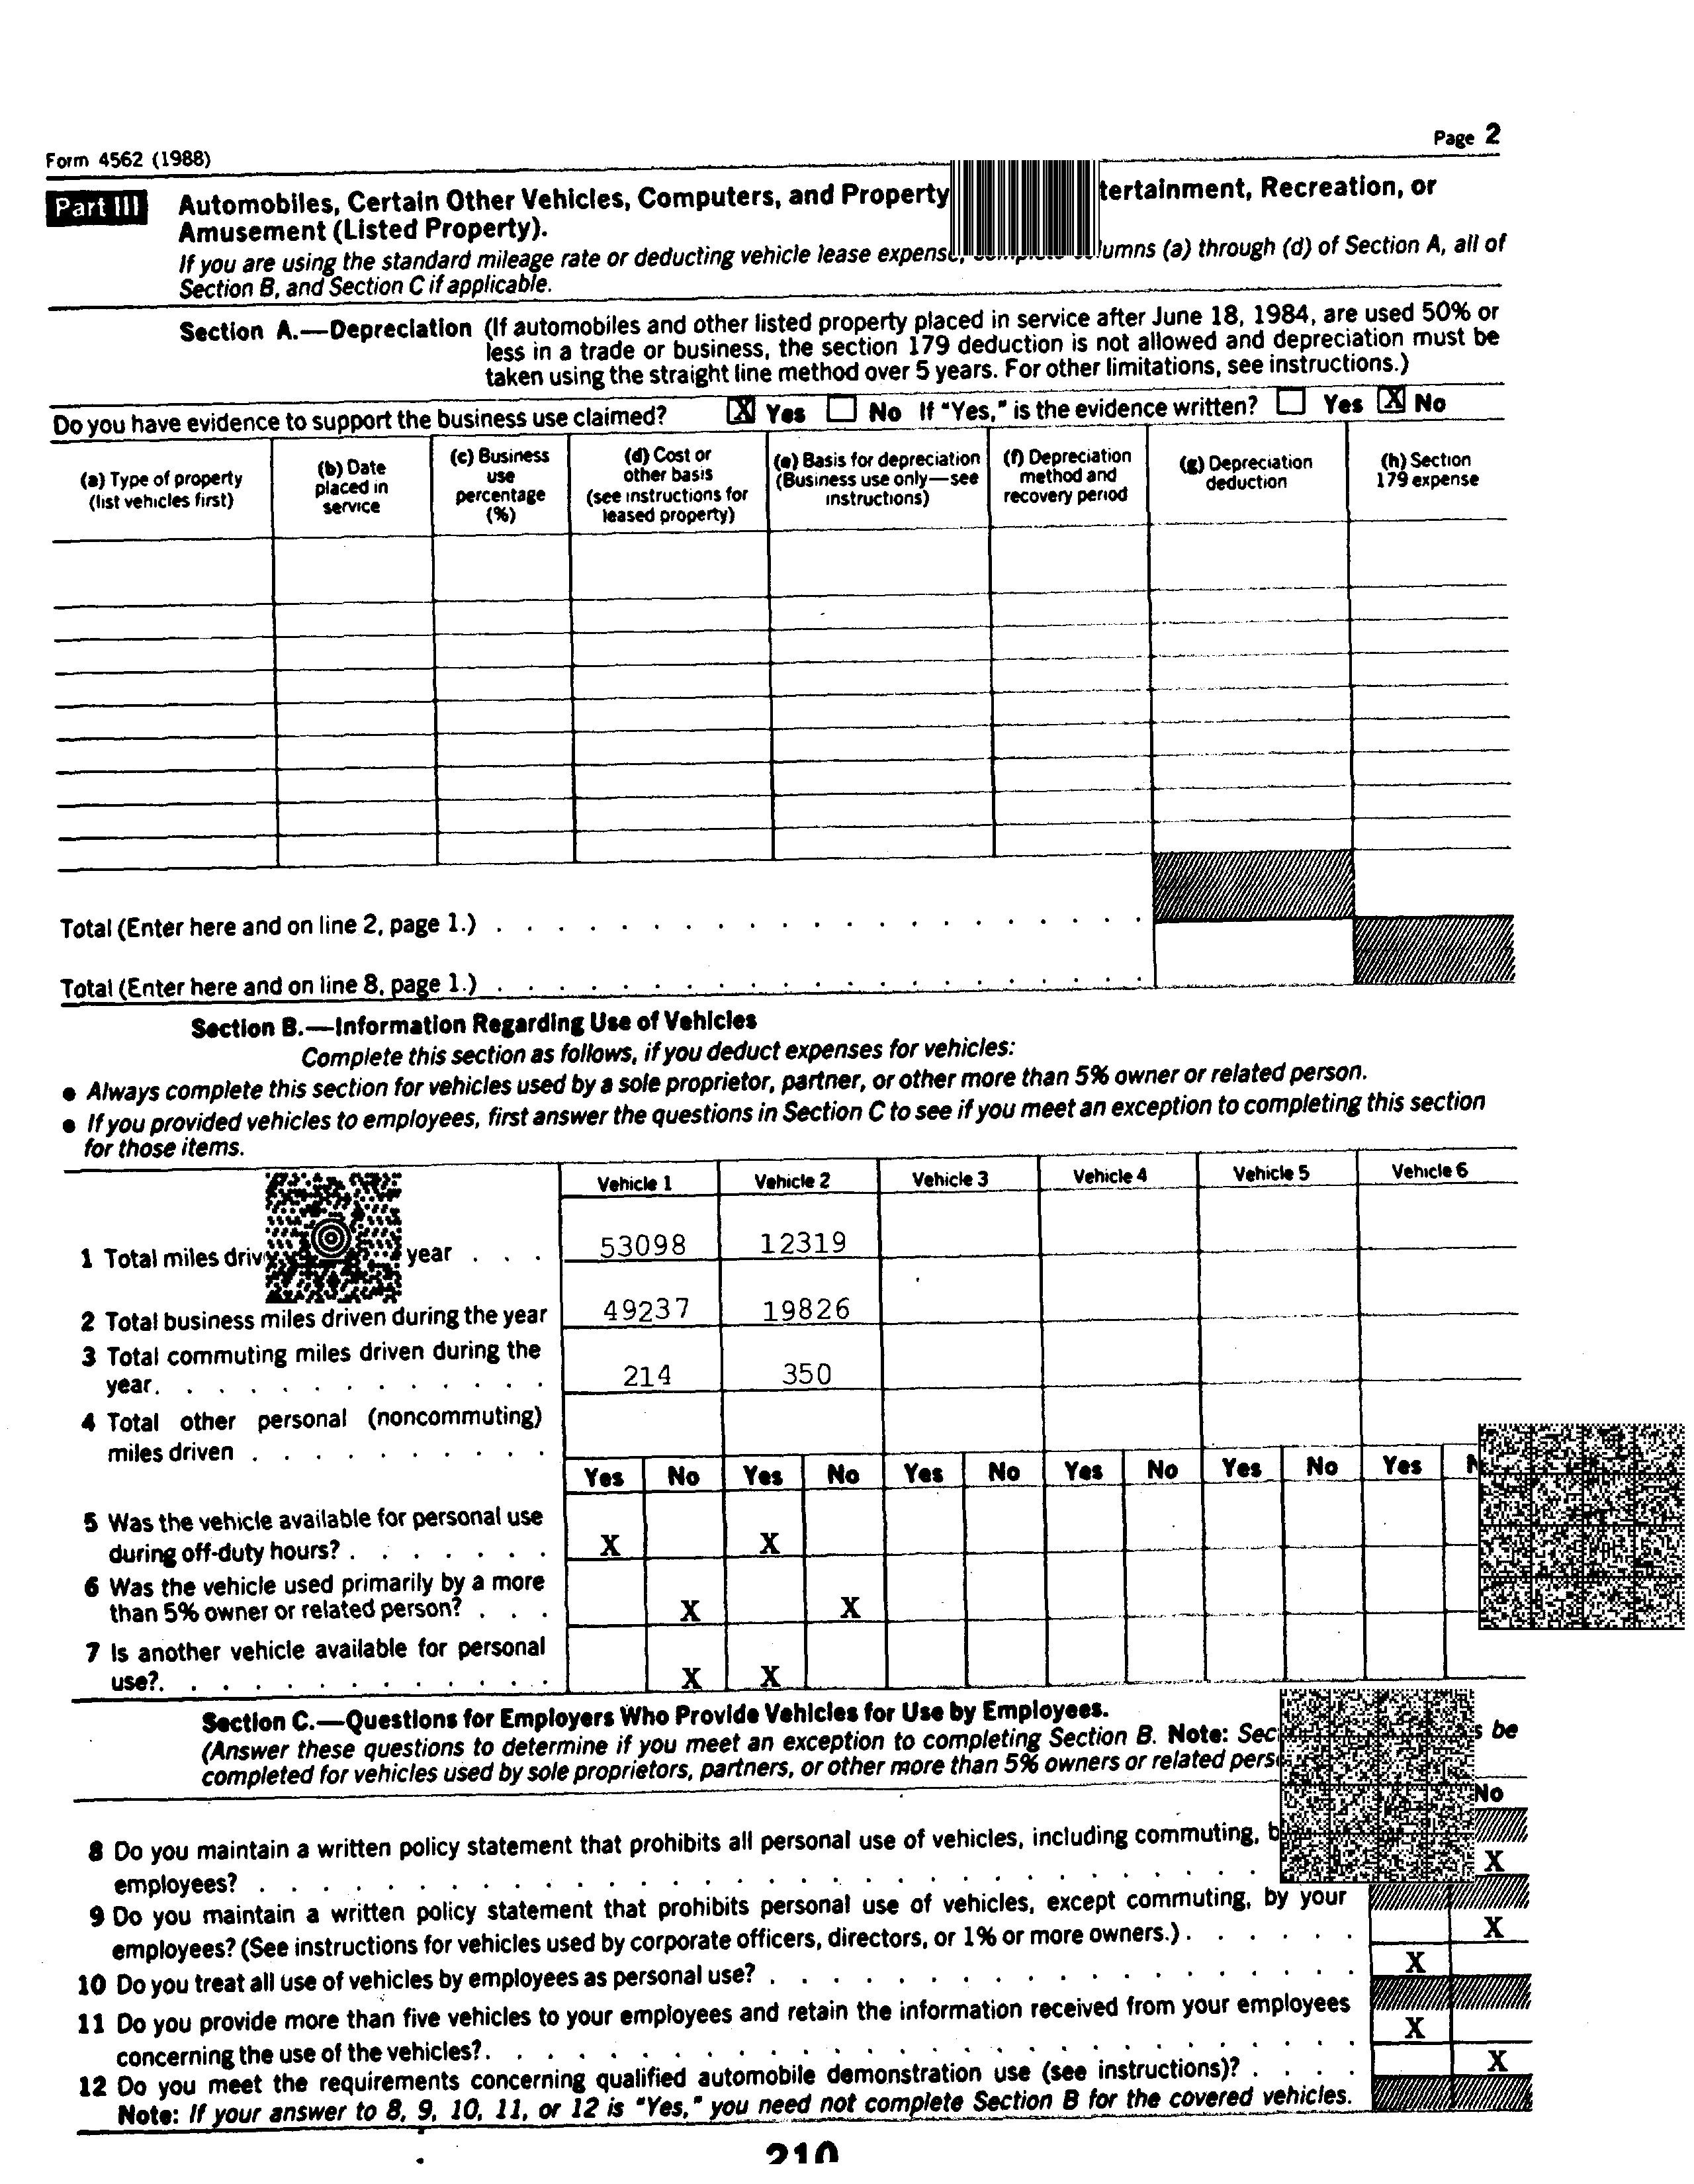 Form 4562 (1988)
Page 2
Part III Automobiles, Certain Other Vehicles, Computers, and Property tertainment, Recreation, or
Amusement (Listed Property).
If you are using the standard mileage rate or deducting vehicle lease expense, complete columns (a) through (d) of Section A, all of
Section B, and Section C if applicable.
Section A.—Depreciation (If automobiles and other listed property placed in service after June 18, 1984, are used 50% or
less in a trade or business, the section 179 deduction is not allowed and depreciation must be
taken using the straight line method over 5 years. For other limitations, see instructions.)
Do you have evidence to support the business use claimed? X Yes No If "Yes," is the evidence written? Yes X No
(a) Type of property
(list vehicles first)
(b) Date
placed in
service
(c) Business
use
percentage
(%)
(d) Cost or
other basis
(see instructions for
leased property)
(e) Basis for depreciation
(Business use only—see
instructions)
(f) Depreciation
method and
recovery period
(g) Depreciation
deduction
(h) Section
179 expense
Total (Enter here and on line 2, page 1.) . . . . . . . . . . . . . . . . . . . . .
Total (Enter here and on line 8, page 1.) . . . . . . . . . . . . . . . . . . . . .
Section B.—Information Regarding Use of Vehicles
Complete this section as follows, if you deduct expenses for vehicles:
● Always complete this section for vehicles used by a sole proprietor, partner, or other more than 5% owner or related person.
● If you provided vehicles to employees, first answer the questions in Section C to see if you meet an exception to completing this section
for those items.
Vehicle 1 Vehicle 2 Vehicle 3 Vehicle 4 Vehicle 5 Vehicle 6
1 Total miles driv year . . . 53098 12319
2 Total business miles driven during the year 49237 19826
3 Total commuting miles driven during the
year. . . . . . . . . . . . . 214 350
4 Total other personal (noncommuting)
miles driven . . . . . . . . . .
Yes No Yes No Yes No Yes No Yes No Yes
5 Was the vehicle available for personal use
during off-duty hours? . . . . . . . X X
6 Was the vehicle used primarily by a more
than 5% owner or related person? . . . X X
7 Is another vehicle available for personal
use?. . . . . . . . . . . . . X X
Section C.—Questions for Employers Who Provide Vehicles for Use by Employees.
(Answer these questions to determine if you meet an exception to completing Section B. Note: Sec s be
completed for vehicles used by sole proprietors, partners, or other more than 5% owners or related pers
No
8 Do you maintain a written policy statement that prohibits all personal use of vehicles, including commuting, b
employees? . . . . . . . . . . . . . . . . . . . . . . . . . . . . . . . X
9 Do you maintain a written policy statement that prohibits personal use of vehicles, except commuting, by your
employees? (See instructions for vehicles used by corporate officers, directors, or 1% or more owners.) . . . . . . X
10 Do you treat all use of vehicles by employees as personal use? . . . . . . . . . . . . . . . . . . X
11 Do you provide more than five vehicles to your employees and retain the information received from your employees
concerning the use of the vehicles?. . . . . . . . . . . . . . . . . . . . . . . . . . . X
12 Do you meet the requirements concerning qualified automobile demonstration use (see instructions)? . . . . X
Note: If your answer to 8, 9, 10, 11, or 12 is "Yes," you need not complete Section B for the covered vehicles.
210